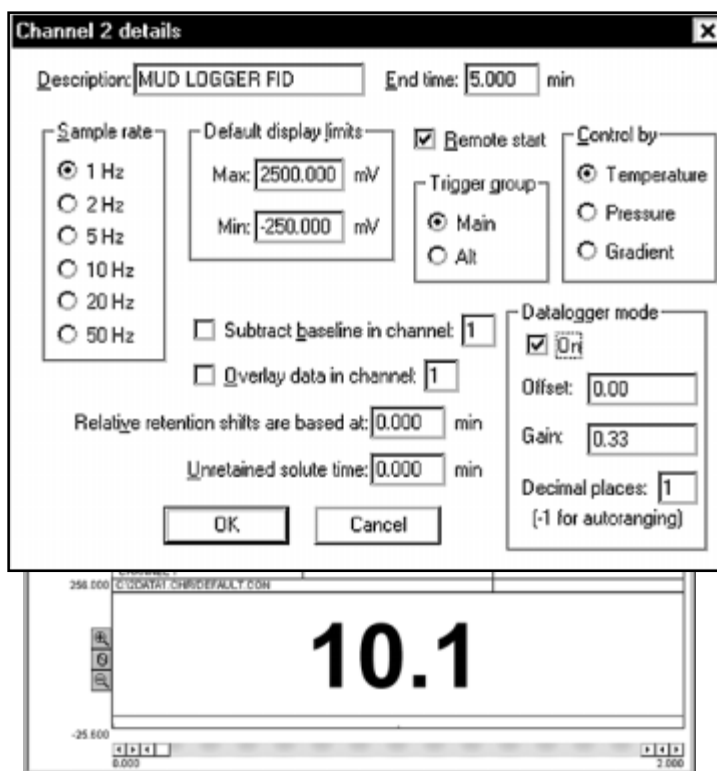 Channel 2 details
Description: MUD LOGGER FID End time: 5.000 min
Sample rate
1 Hz
2 Hz
5 Hz
10 Hz
20 Hz
50 Hz
Default display limits
Max: 2500.000 mV
Min: -250.000 mV
Remote start
Trigger group
Main
Alt
Control by
Temperature
Pressure
Gradient
Subtract baseline in channel: 1
Overlay data in channel: 1
Relative retention shifts are based at: 0.000 min
Unretained solute time: 0.000 min
Datalogger mode
On
Offset: 0.00
Gain: 0.33
Decimal places: 1
(-1 for autoranging)
OK Cancel
256.000 C:\2DATA1.CHR/DEFAULT.CON
10.1
-25.600
0.000 2.000